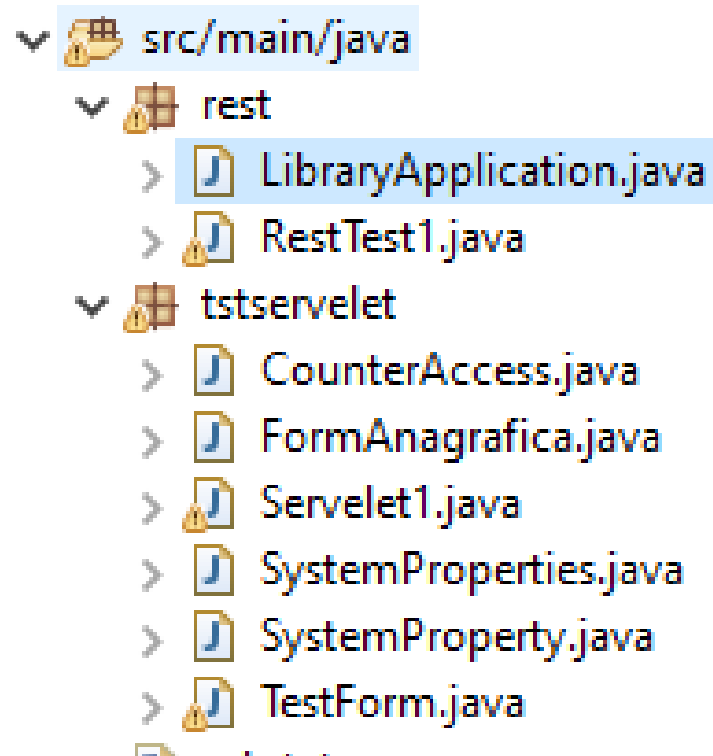 src/main/java
rest
LibraryApplication.java
RestTest1.java
tstservelet
CounterAccess.java
FormAnagrafica.java
Servelet1.java
SystemProperties.java
SystemProperty.java
TestForm.java